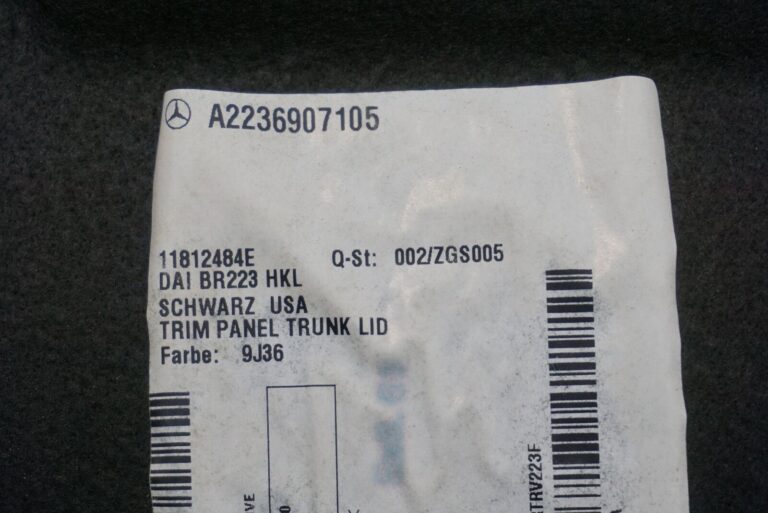 A2236907105
11812484E Q-St: 002/ZGS005
DAI BR223 HKL
SCHWARZ USA
TRIM PANEL TRUNK LID
Farbe: 9J36
TRV223F